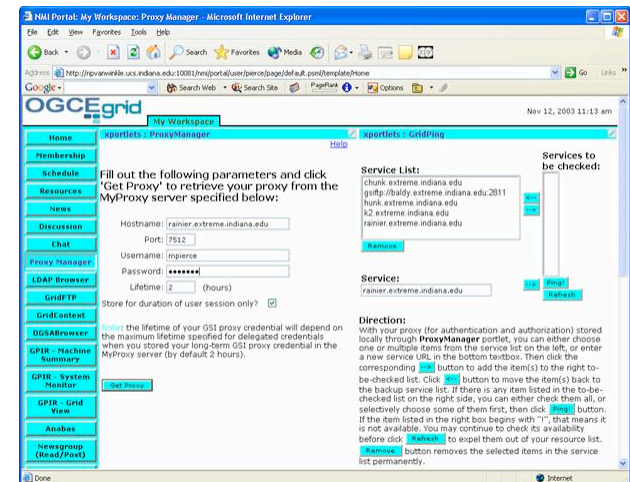 NMI Portal: My Workspace: Proxy Manager - Microsoft Internet Explorer
File Edit View Favorites Tools Help
Back Search Favorites Media
Address http://ripvanwinkle.ucs.indiana.edu:10081/nmi/portal/user/pierce/page/default.psml/template/Home Go Links »
Google Search Web Search Site PageRank Options
OGCEgrid
My Workspace
Nov 12, 2003 11:13 am
Home
Membership
Schedule
Resources
News
Discussion
Chat
Proxy Manager
LDAP Browser
GridFTP
GridContext
OGSABrowser
GPIR - Machine
Summary
GPIR - System
Monitor
GPIR - Grid
View
Anabas
Newsgroup
(Read/Post)
xportlets : ProxyManager
Help
Fill out the following parameters and click
'Get Proxy' to retrieve your proxy from the
MyProxy server specified below:
Hostname: rainier.extreme.indiana.edu
Port: 7512
Username: mpierce
Password: •••••••
Lifetime: 2 (hours)
Store for duration of user session only?
Note: the lifetime of your GSI proxy credential will depend on
the maximum lifetime specified for delegated credentials
when you stored your long-term GSI proxy credential in the
MyProxy server (by default 2 hours).
Get Proxy
xportlets : GridPing
Services to
be checked:
Service List:
chunk.extreme.indiana.edu
gsiftp://baldy.extreme.indiana.edu:2811
hunk.extreme.indiana.edu
k2.extreme.indiana.edu
rainier.extreme.indiana.edu
<--
-->
Remove
Service:
rainier.extreme.indiana.edu
-->
Ping!
Refresh
Direction:
With your proxy (for authentication and authorization) stored
locally through ProxyManager portlet, you can either choose
one or multiple items from the service list on the left, or enter
a new service URL in the bottom textbox. Then click the
corresponding --> button to add the item(s) to the right to-
be-checked list. Click <-- button to move the item(s) back to
the backup service list. If there is any item listed in the to-be-
checked list on the right side, you can either check them all, or
selectively choose some of them first, then click Ping! button.
If the item listed in the right box begins with "!", that means it
is not available. You may continue to check its availability
before click Refresh to expel them out of your resource list.
Remove button removes the selected items in the service
list permanently.
Done
Internet